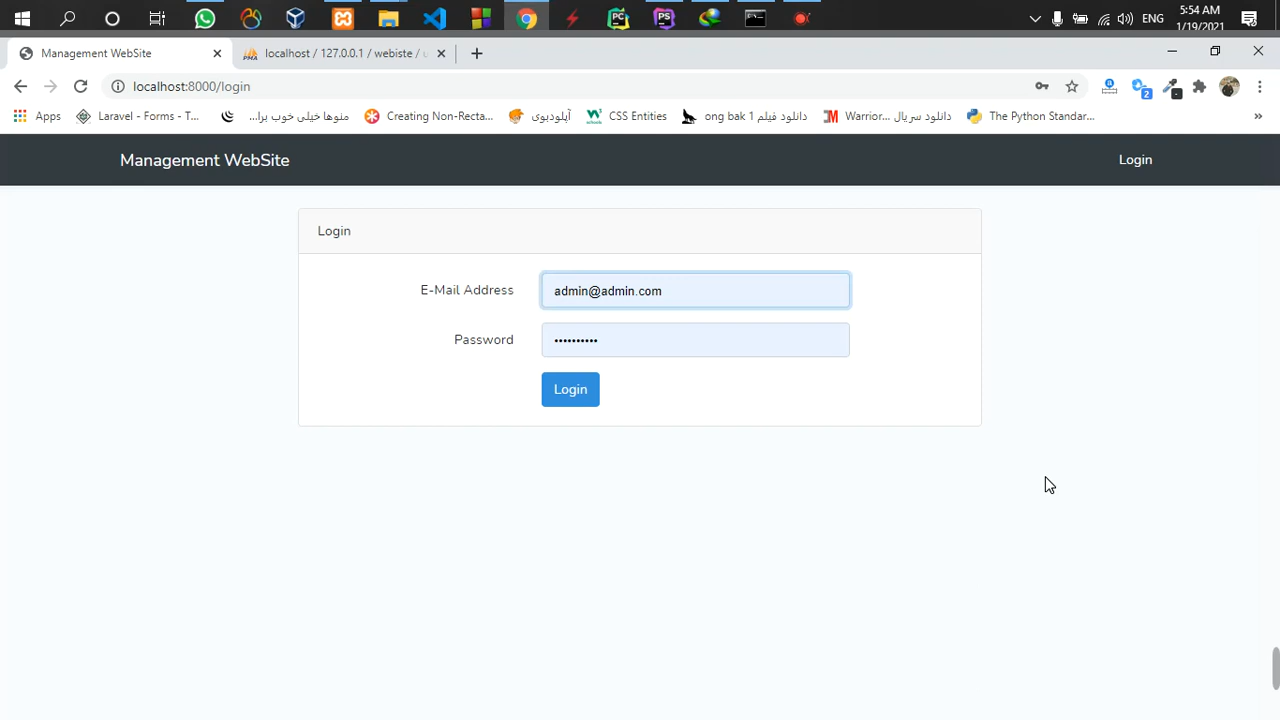 5:54 AM
ENG
1/19/2021
Management WebSite
localhost / 127.0.0.1 / webiste / u
localhost:8000/login
2
Apps
Laravel - Forms - T...
منوها خیلی خوب برا...
Creating Non-Recta...
آپلودبوی
CSS Entities
دانلود فیلم ong bak 1
دانلود سریال Warrior...
The Python Standar...
»
Management WebSite
Login
Login
E-Mail Address
admin@admin.com
Password
••••••••••
Login